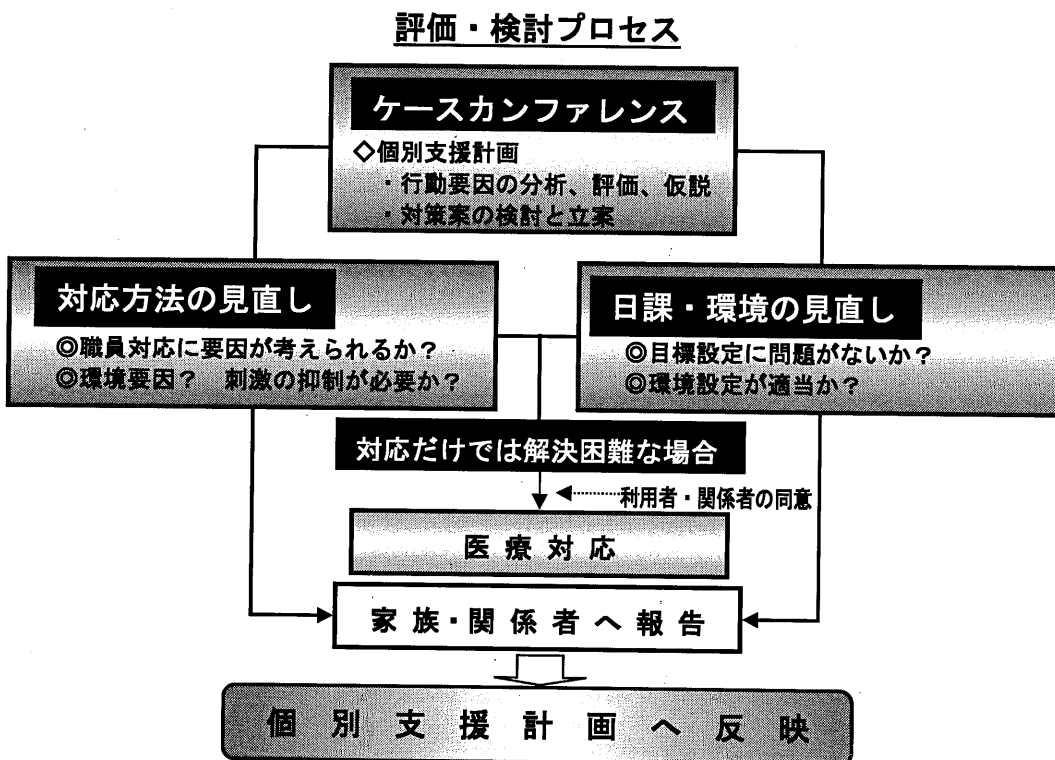 評価・検討プロセス
ケースカンファレンス
◇個別支援計画
・行動要因の分析、評価、仮説
・対策案の検討と立案
対応方法の見直し
◎職員対応に要因が考えられるか?
◎環境要因? 刺激の抑制が必要か?
日課・環境の見直し
◎目標設定に問題がないか?
◎環境設定が適当か?
対応だけでは解決困難な場合
利用者・関係者の同意
医療対応
家族・関係者へ報告
個別支援計画へ反映